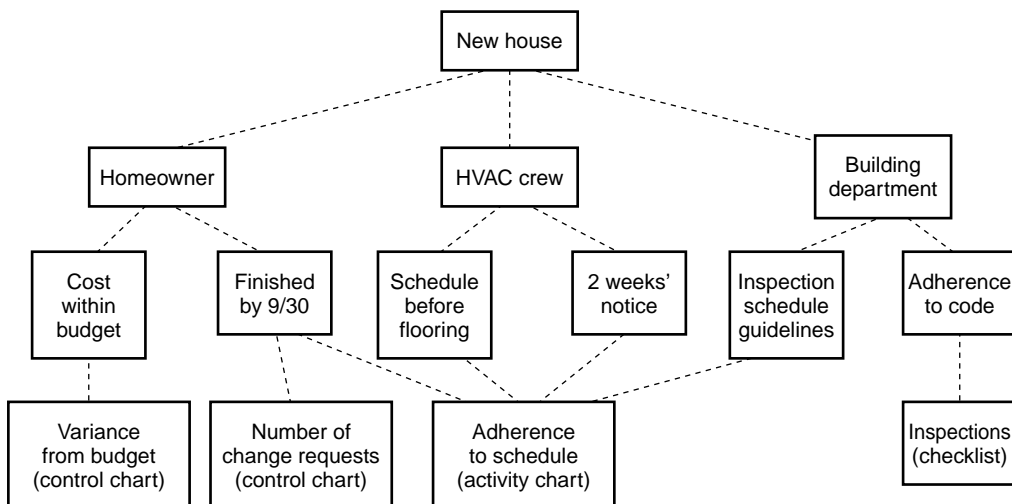 New house
Homeowner
HVAC crew
Building
department
Cost
within
budget
Finished
by 9/30
Schedule
before
flooring
2 weeks’
notice
Inspection
schedule
guidelines
Adherence
to code
Variance
from budget
(control chart)
Number of
change requests
(control chart)
Adherence
to schedule
(activity chart)
Inspections
(checklist)